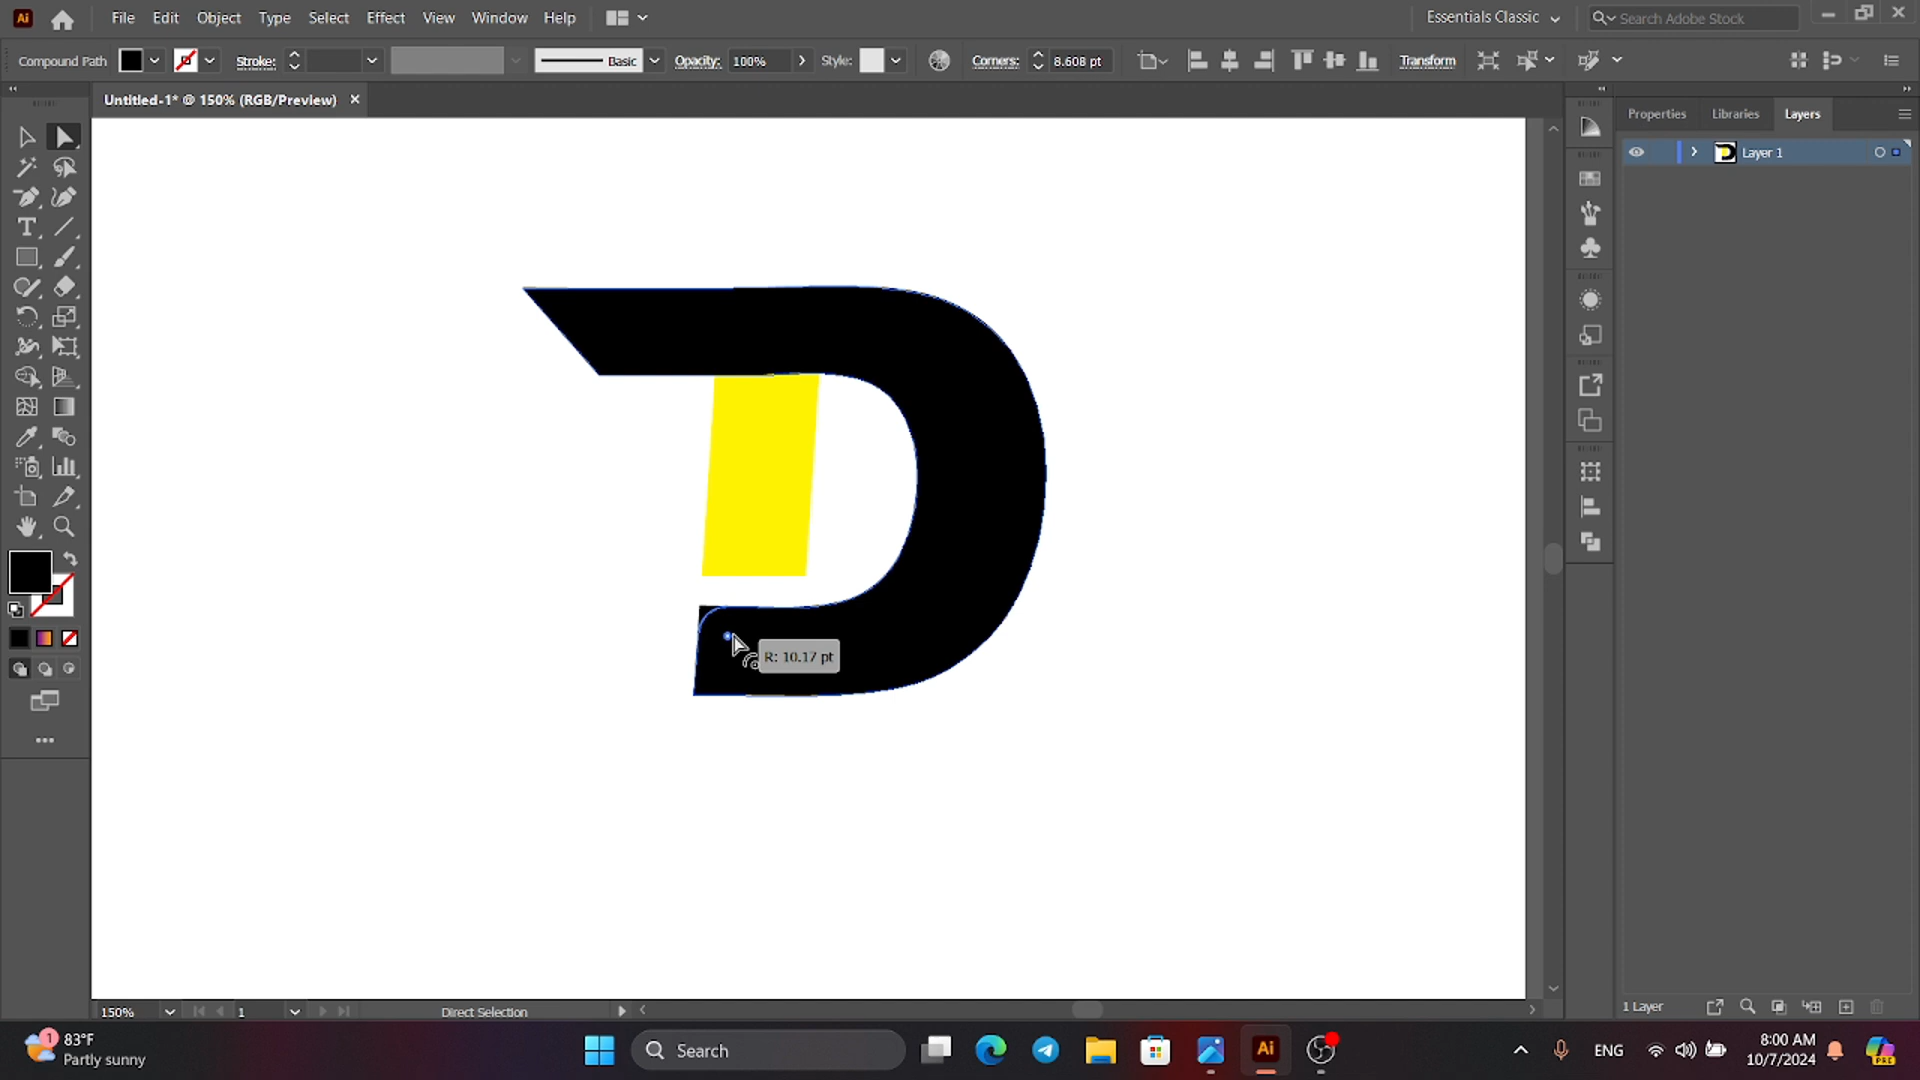 Ai File Edit Object Type Select Effect View Window Help Essentials Classic Search Adobe Stock
Compound Path Stroke: Basic Opacity: 100% Style: Corners: 8.608 pt Transform
Untitled-1* @ 150% (RGB/Preview) Properties Libraries Layers
Layer 1
R: 10.17 pt
150% 1 Direct Selection 1 Layer
1 83°F Search Ai ENG 8:00 AM
Partly sunny 10/7/2024
PRE